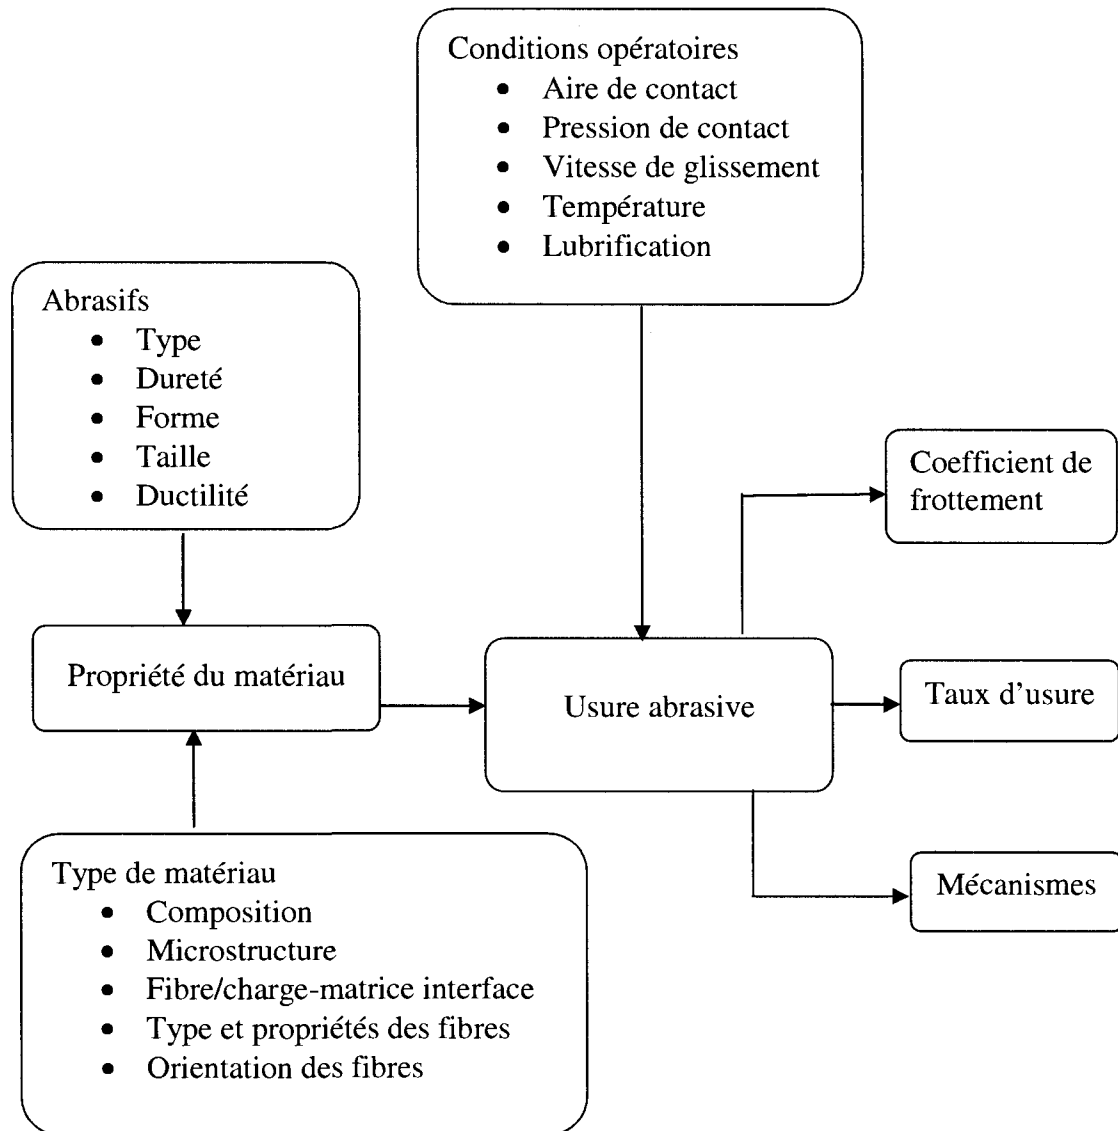 Conditions opératoires
• Aire de contact
• Pression de contact
• Vitesse de glissement
• Température
• Lubrification
Abrasifs
• Type
• Dureté
• Forme
• Taille
• Ductilité
Coefficient de
frottement
Propriété du matériau
Usure abrasive
Taux d'usure
Type de matériau
• Composition
• Microstructure
• Fibre/charge-matrice interface
• Type et propriétés des fibres
• Orientation des fibres
Mécanismes